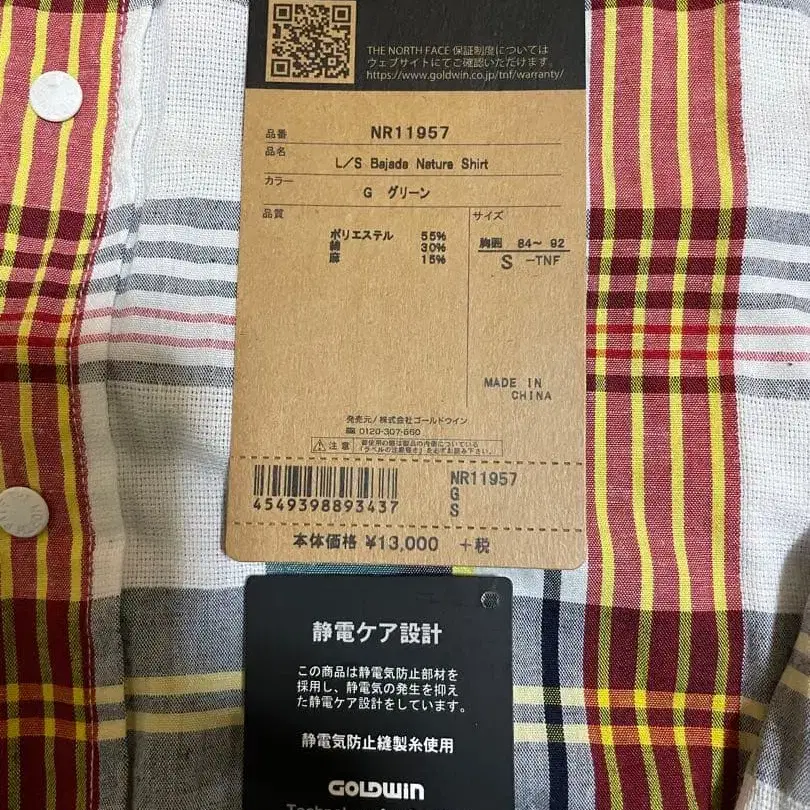 THE NORTH FACE 保証制度については
ウェブサイトにてご確認いただけます。
https://www.goldwin.co.jp/tnf/warranty/
品番 NR11957
品名
L/S Bajada Nature Shirt
カラー
G グリーン
品質 サイズ
ポリエステル 55%
綿 30%
麻 15%
胸囲 84~ 92
S -TNF
MADE IN
CHINA
発売元/株式会社ゴールドウイン
0120-307-560
注意
NR11957
G
S
4549398893437
本体価格 ¥13,000 +税
静電ケア設計
この商品は静電気防止部材を
採用し、静電気の発生を抑え
た静電ケア設計をしています。
静電気防止縫製糸使用
GOLDWIN